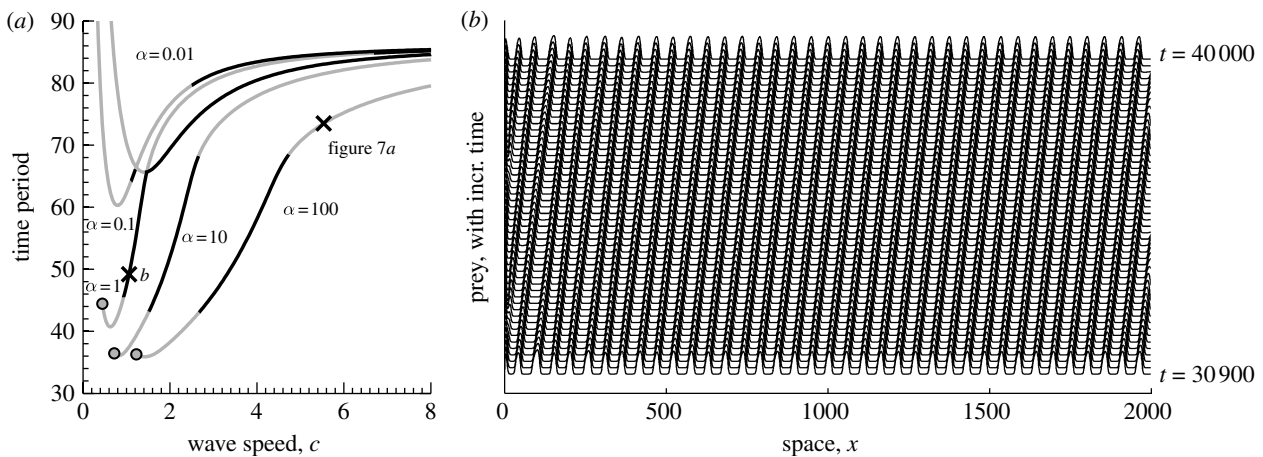 (a)
90
80
70
60
50
40
30
time period
0
2
4
6
8
wave speed, c
α = 0.01
α = 0.1
α = 1
α = 10
α = 100
b
figure 7a
(b)
prey, with incr. time
t = 40 000
t = 30 900
0
500
1000
1500
2000
space, x